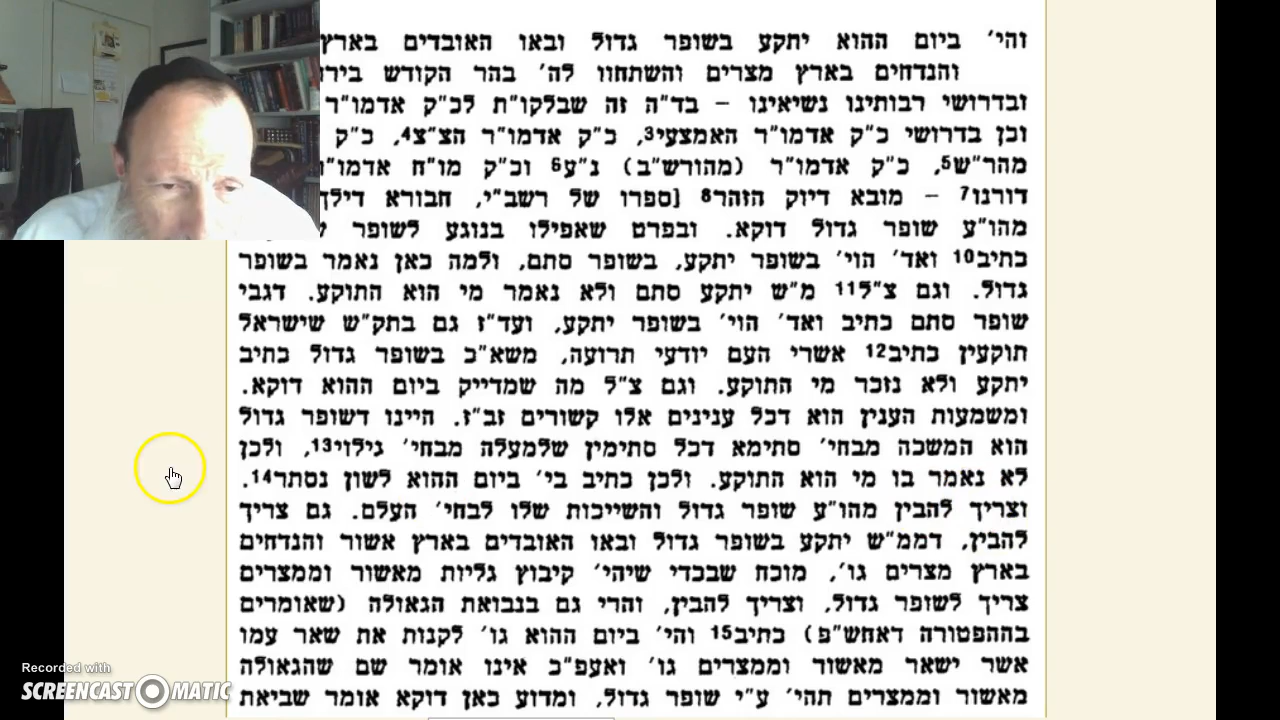 והי׳ ביום ההוא יתקע בשופר גדול ובאו האובדים בארץ
והנדחים בארץ מצרים והשתחוו לה׳ בהר הקודש
ובדרושי רבותינו נשיאינו – בד״ה זה שבלקו״ת לכ״ק אדמו״ר
וכן בדרושי כ״ק אדמו״ר האמצעי3, כ״ק אדמו״ר הצ״צ4, כ״ק
מהר״ש5, כ״ק אדמו״ר (מהורש״ב) נ״ע6 וכ״ק מו״ח
דורנו7 – מובא דיוק הזהר8 [ספרו של רשב״י, חבורא
מהו״ע שופר גדול דוקא. ובפרט שאפילו בנוגע לשופר
כתיב10 ואד׳ הוי׳ בשופר יתקע, בשופר סתם, ולמה כאן נאמר בשופר
גדול. וגם צ״ל11 מ״ש יתקע סתם ולא נאמר מי הוא התוקע. דגבי
שופר סתם כתיב ואד׳ הוי׳ בשופר יתקע, ועד״ז גם בתק״ש שישראל
תוקעין כתיב12 אשרי העם יודעי תרועה, משא״כ בשופר גדול כתיב
יתקע ולא נזכר מי התוקע. וגם צ״ל מה שמדייק ביום ההוא דוקא.
ומשמעות הענין הוא דכל ענינים אלו קשורים זב״ז. היינו דשופר גדול
הוא המשכה מבחי׳ סתימא דכל סתימין שלמעלה מבחי׳ גילוי13, ולכן
לא נאמר בו מי הוא התוקע. ולכן כתיב בי׳ ביום ההוא לשון נסתר14.
וצריך להבין מהו״ע שופר גדול והשייכות שלו לבחי׳ העלם. גם צריך
להבין, דממ״ש יתקע בשופר גדול ובאו האובדים בארץ אשור והנדחים
בארץ מצרים גו׳, מוכח שבכדי שיהי׳ קיבוץ גליות מאשור וממצרים
צריך לשופר גדול, וצריך להבין, והרי גם בנבואת הגאולה (שאומרים
בההפטורה דאחש״פ) כתיב15 והי׳ ביום ההוא גו׳ לקנות את שאר עמו
אשר ישאר מאשור וממצרים גו׳ ואעפ״כ אינו אומר שם שהגאולה
מאשור וממצרים תהי׳ ע״י שופר גדול, ומדוע כאן דוקא אומר שביאת
Recorded with
SCREENCAST MATIC